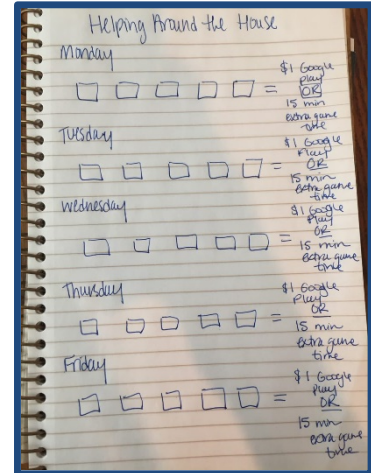 Helping Around the House
Monday
$1 Google
Play
OR
= 15 min
extra game
time
Tuesday
$1 Google
Play
OR
= 15 min
extra game
time
Wednesday
$1 Google
Play
OR
= 15 min
extra game
time
Thursday
$1 Google
Play
OR
= 15 min
extra game
time
Friday
$1 Google
Play
OR
= 15 min
extra game
time